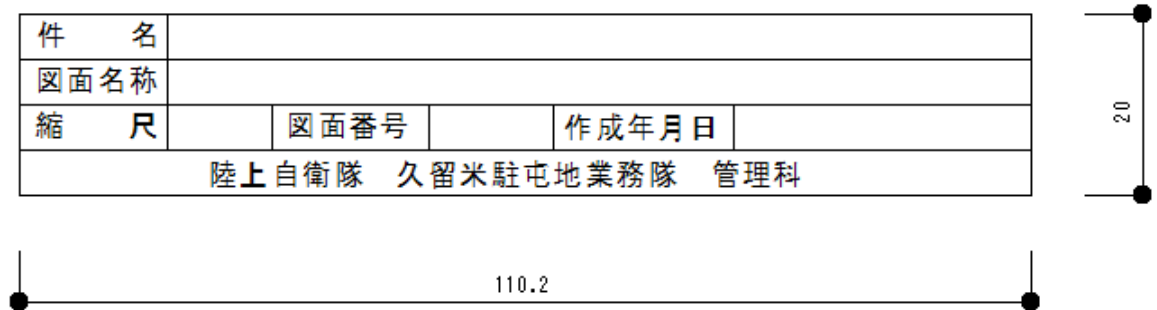 件　名
図面名称
縮　尺　図面番号　作成年月日
陸上自衛隊　久留米駐屯地業務隊　管理科
20
110.2